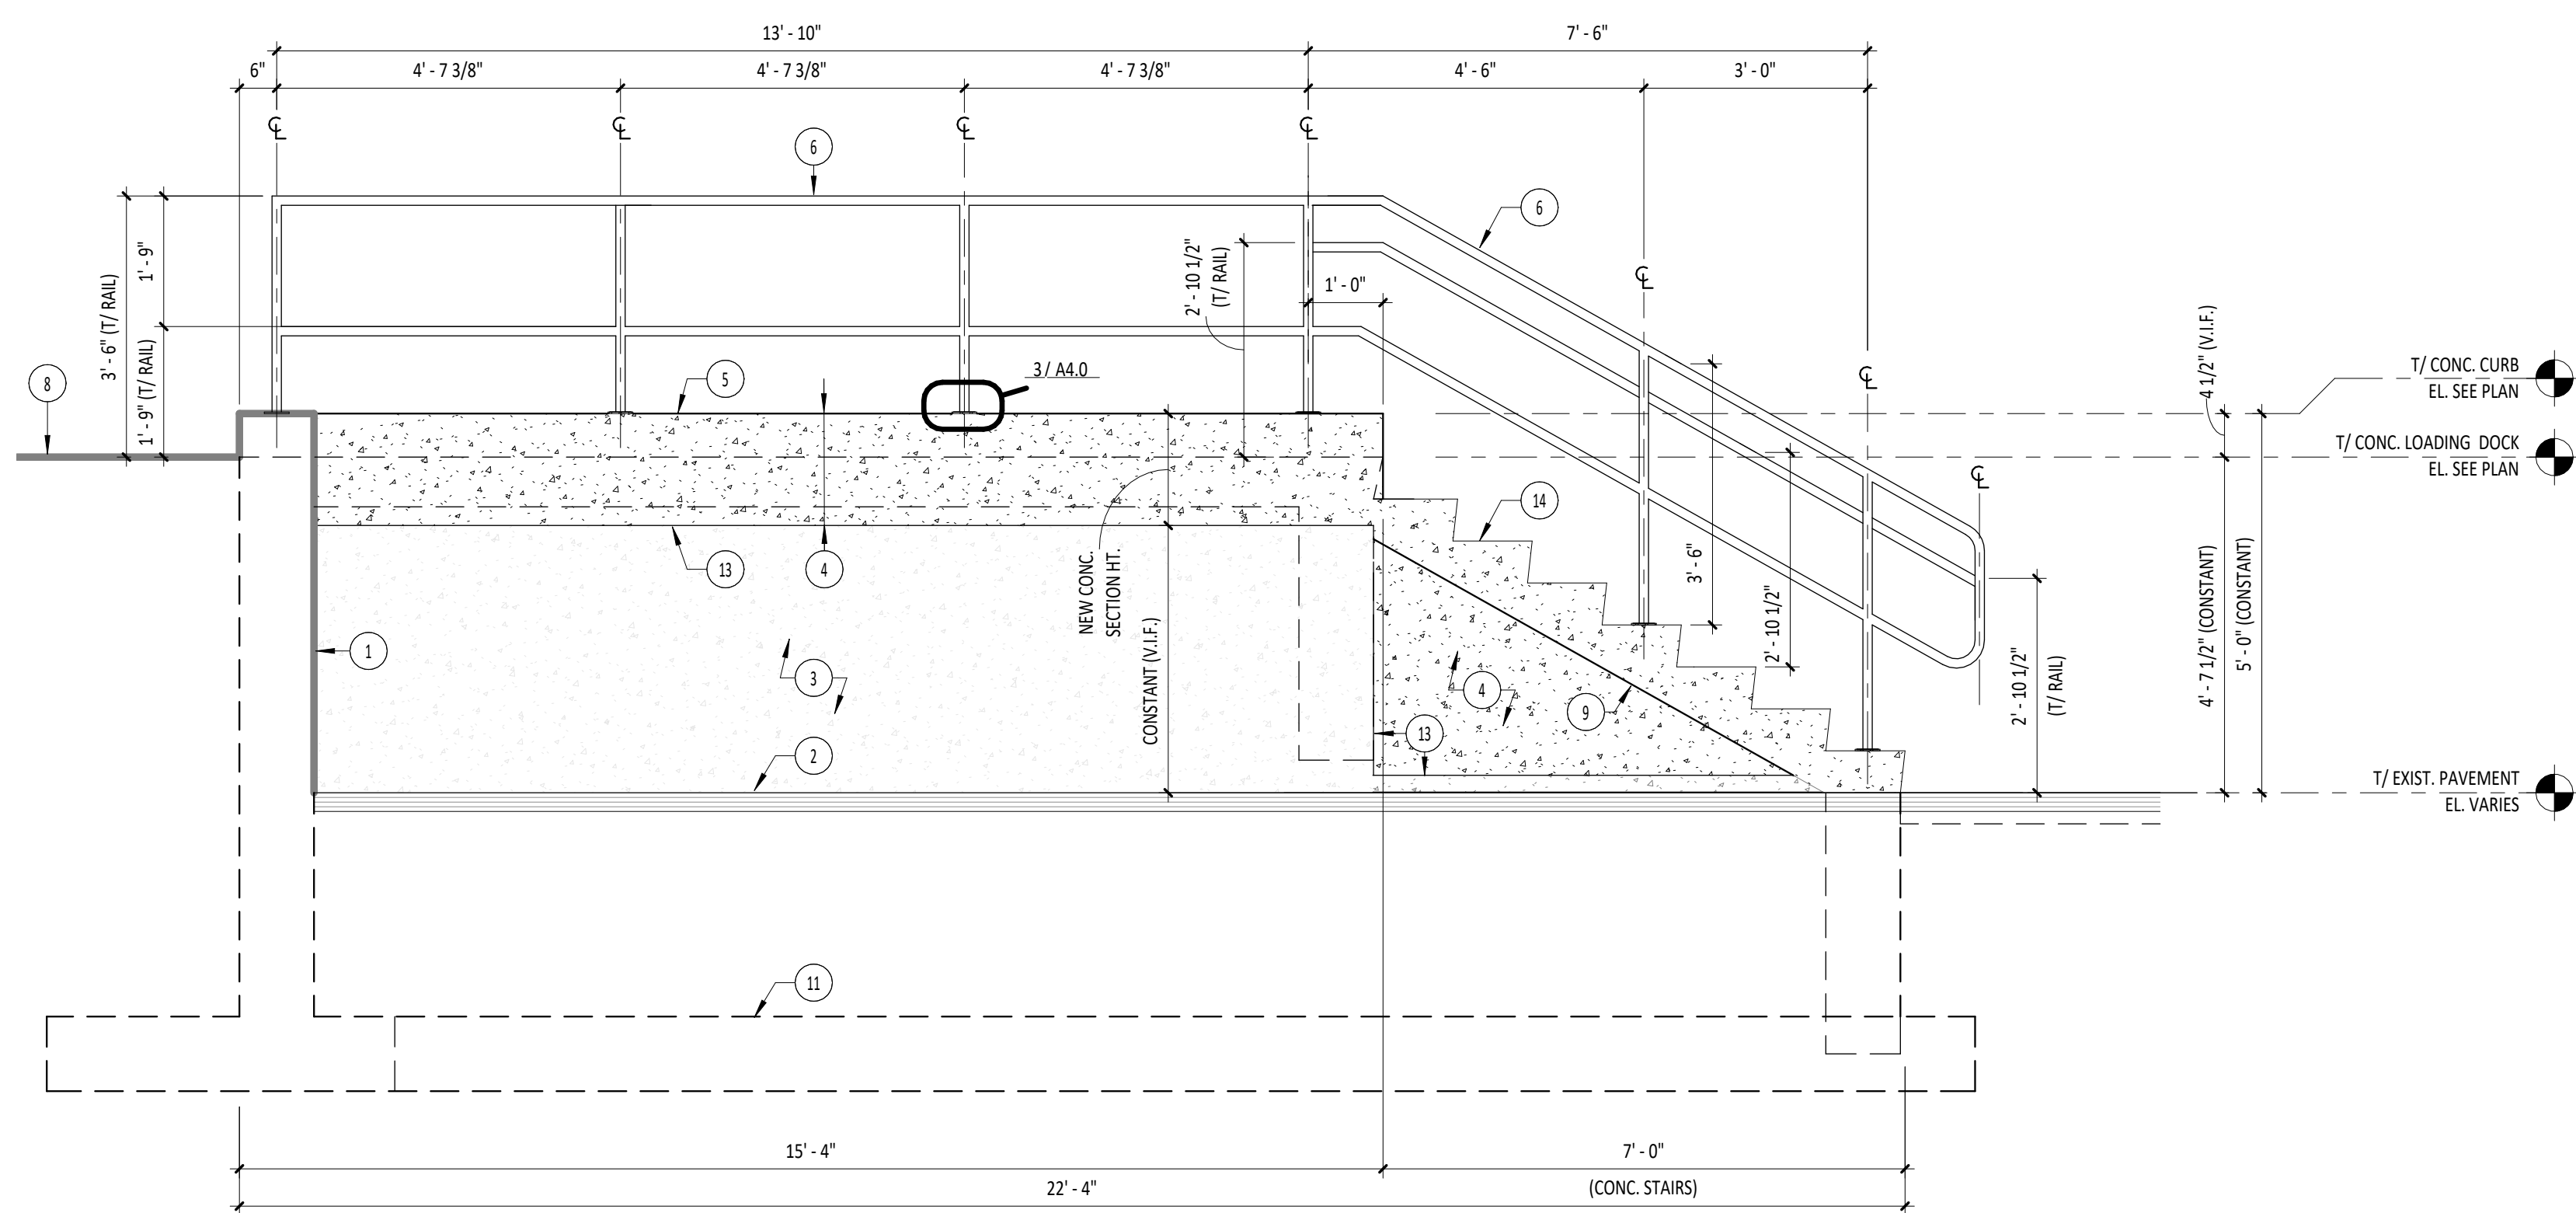 13' - 10"
7' - 6"
6"
4' - 7 3/8"
4' - 7 3/8"
4' - 7 3/8"
4' - 6"
3' - 0"
6
6
8
3' - 6" (T/ RAIL)
1' - 9"
1' - 9" (T/ RAIL)
5
3 / A4.0
2' - 10 1/2"
(T/ RAIL)
1' - 0"
4 1/2" (V.I.F.)
T/ CONC. CURB
EL. SEE PLAN
T/ CONC. LOADING DOCK
EL. SEE PLAN
14
13
4
NEW CONC.
SECTION HT.
CONSTANT (V.I.F.)
3' - 6"
2' - 10 1/2"
2' - 10 1/2"
(T/ RAIL)
4' - 7 1/2" (CONSTANT)
5' - 0" (CONSTANT)
1
3
4
9
13
2
T/ EXIST. PAVEMENT
EL. VARIES
11
15' - 4"
7' - 0"
22' - 4"
(CONC. STAIRS)